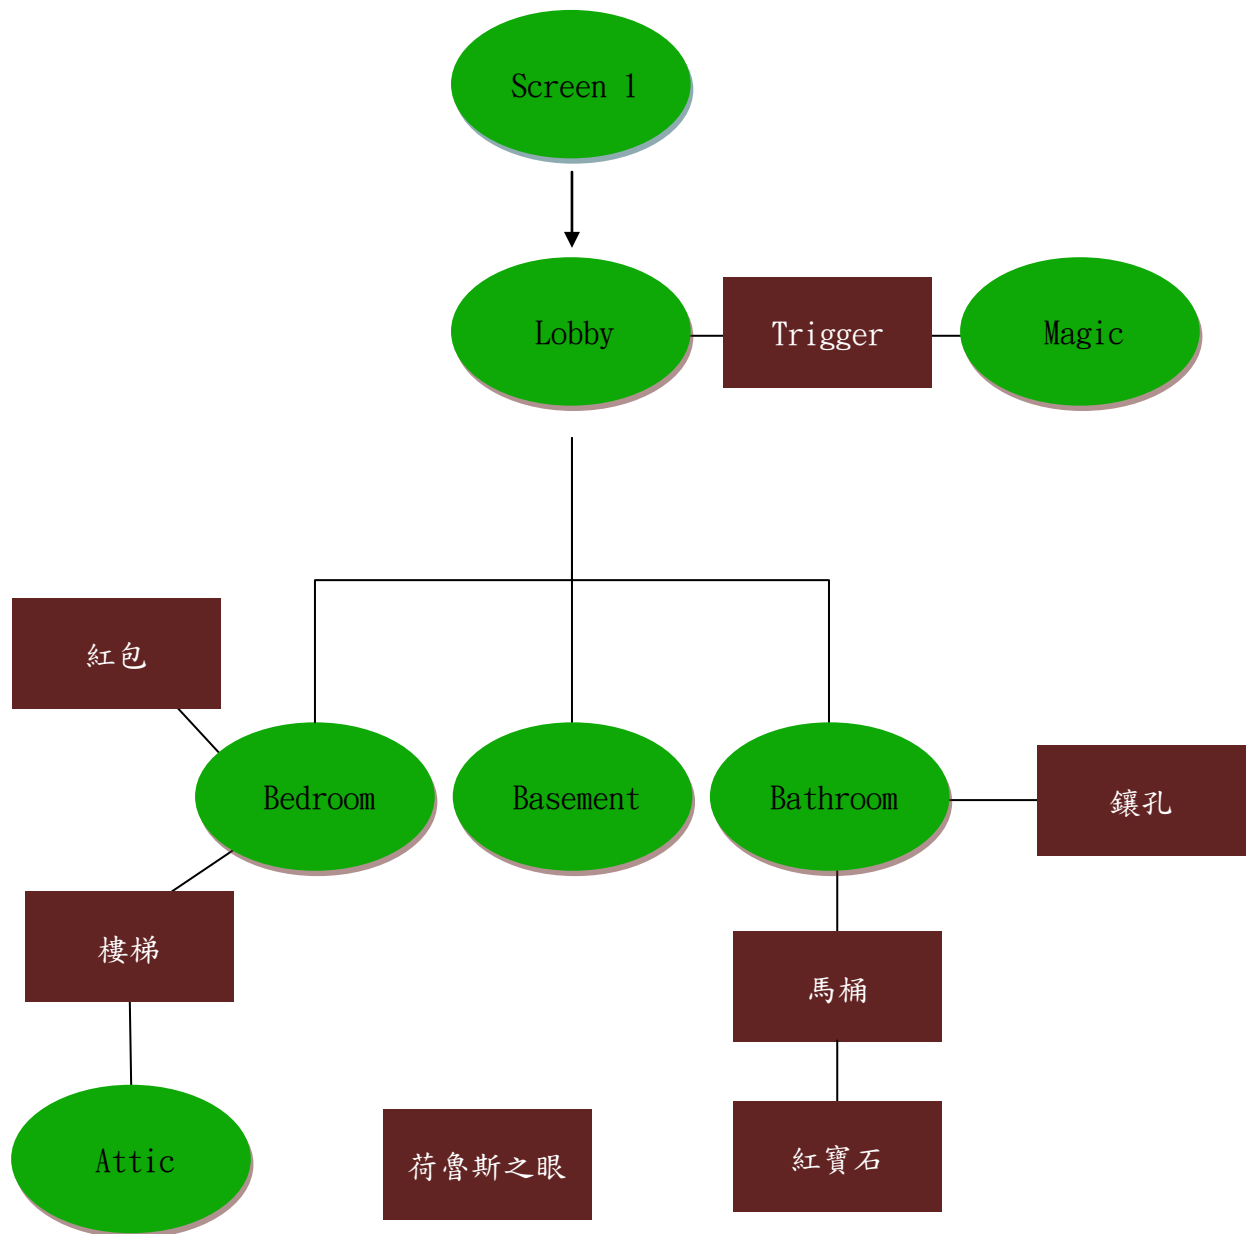 Screen 1
Lobby
Trigger
Magic
紅包
Bedroom
Basement
Bathroom
鑲孔
樓梯
馬桶
Attic
荷魯斯之眼
紅寶石